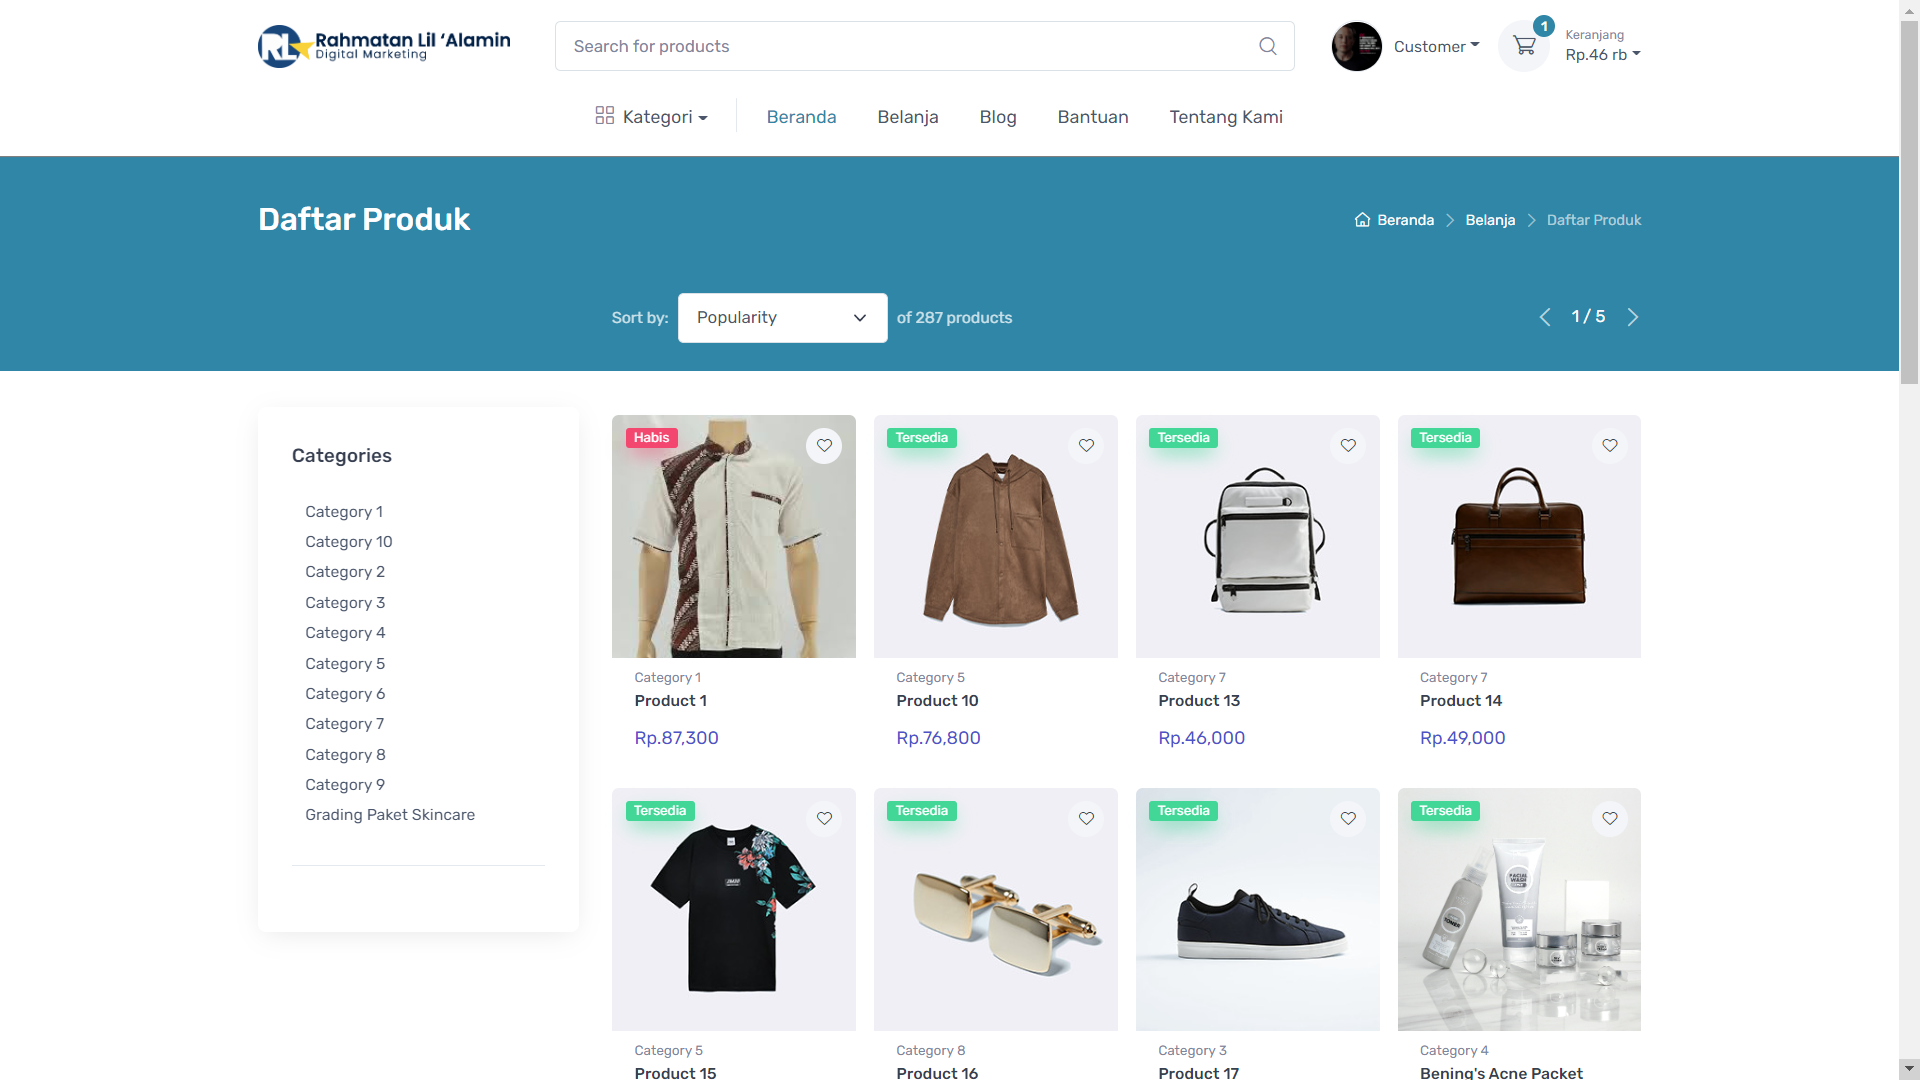 Rahmatan Lil ‘Alamin
Digital Marketing
Search for products
Customer
1
Keranjang
Rp.46 rb
Kategori
Beranda
Belanja
Blog
Bantuan
Tentang Kami
Daftar Produk
Beranda
Belanja
Daftar Produk
Sort by:
Popularity
of 287 products
1 / 5
Categories
Category 1
Category 10
Category 2
Category 3
Category 4
Category 5
Category 6
Category 7
Category 8
Category 9
Grading Paket Skincare
Habis
Category 1
Product 1
Rp.87,300
Tersedia
Category 5
Product 10
Rp.76,800
Tersedia
Category 7
Product 13
Rp.46,000
Tersedia
Category 7
Product 14
Rp.49,000
Tersedia
Category 5
Product 15
Tersedia
Category 8
Product 16
Tersedia
Category 3
Product 17
Tersedia
FACIAL
WASH
TONER
Category 4
Bening's Acne Packet